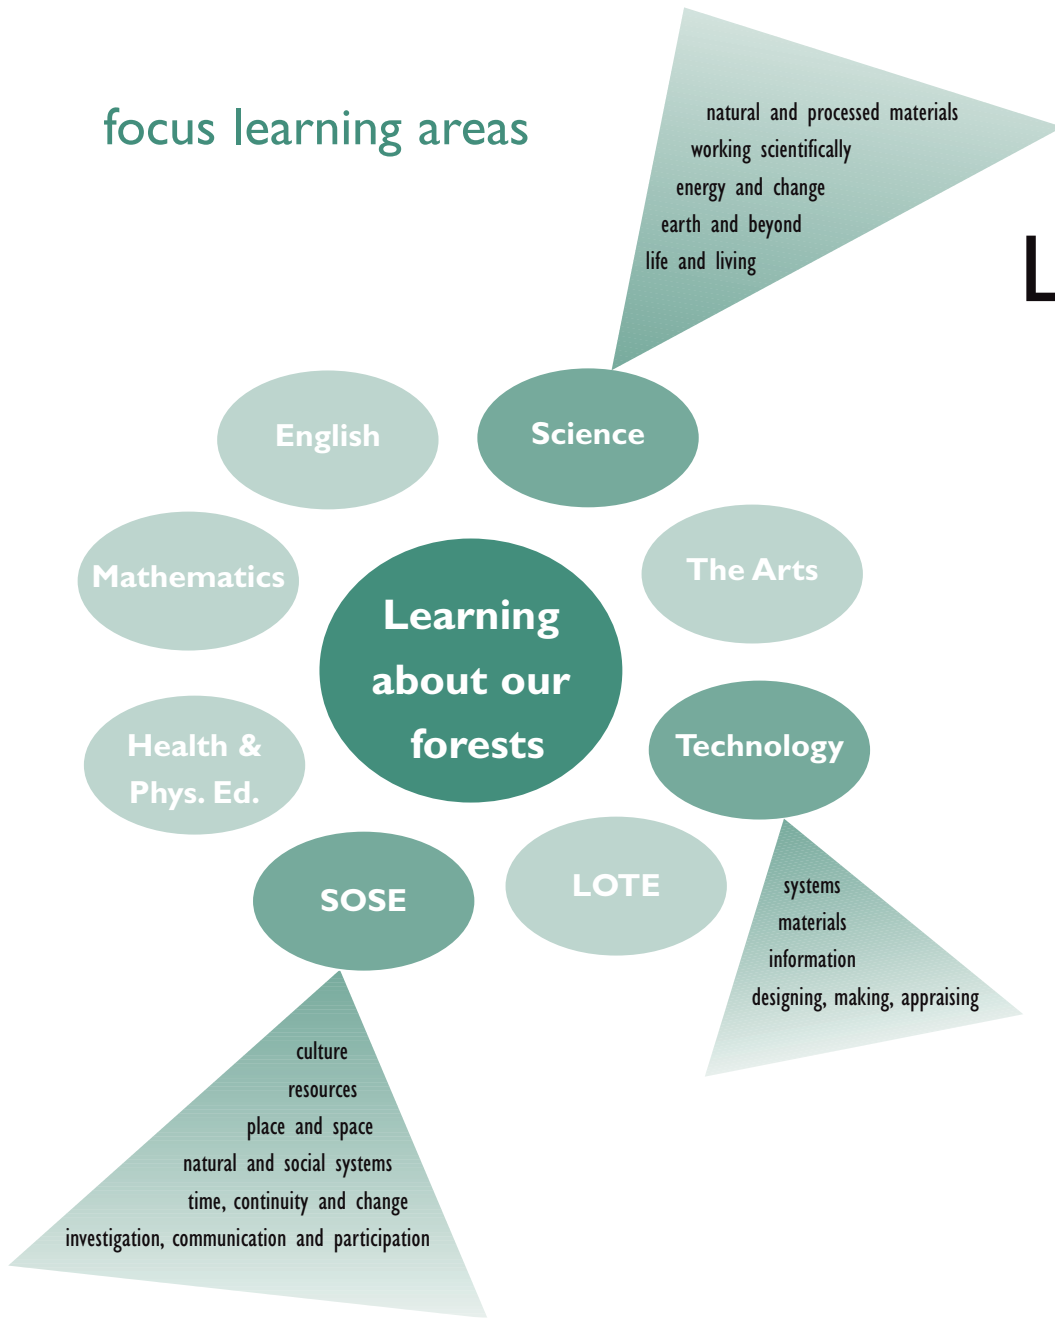 focus learning areas
natural and processed materials
working scientifically
energy and change
earth and beyond
life and living
L
English
Science
Mathematics
The Arts
Learning
about our
forests
Health &
Phys. Ed.
Technology
SOSE
LOTE
systems
materials
information
designing, making, appraising
culture
resources
place and space
natural and social systems
time, continuity and change
investigation, communication and participation